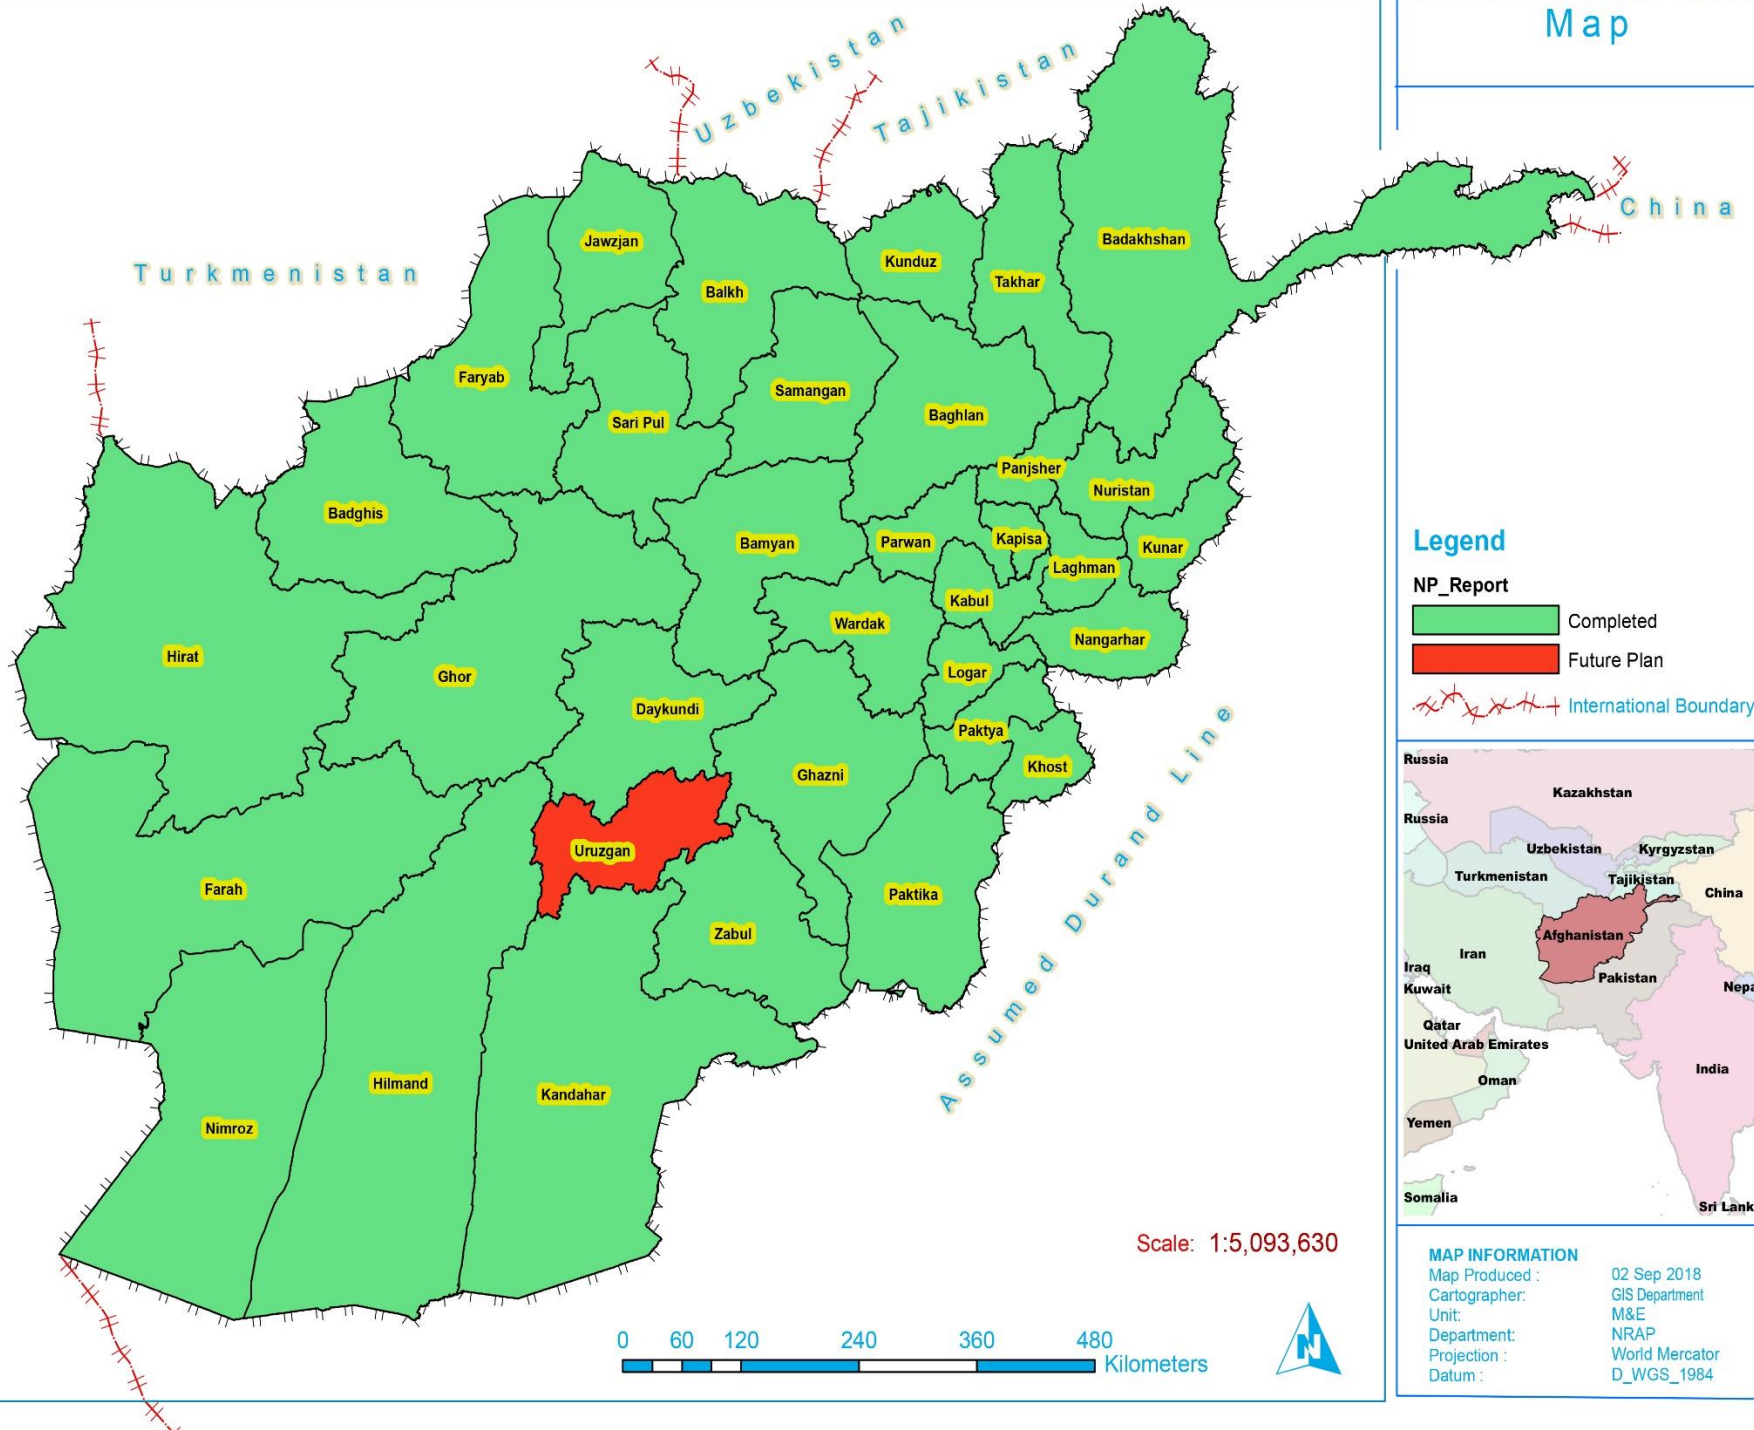 Map
Uzbekistan
Tajikistan
China
Turkmenistan
Jawzjan
Balkh
Kunduz
Takhar
Badakhshan
Faryab
Sari Pul
Samangan
Baghlan
Panjsher
Nuristan
Badghis
Bamyan
Parwan
Kapisa
Kunar
Laghman
Kabul
Wardak
Nangarhar
Hirat
Ghor
Logar
Daykundi
Paktya
Khost
Ghazni
Uruzgan
Farah
Paktika
Zabul
Hilmand
Kandahar
Nimroz
Assumed Durand Line
Scale: 1:5,093,630
0 60 120 240 360 480
Kilometers
N
Legend
NP_Report
Completed
Future Plan
International Boundary
Russia
Kazakhstan
Russia
Uzbekistan
Kyrgyzstan
Turkmenistan
Tajikistan
China
Afghanistan
Iran
Iraq
Pakistan
Kuwait
Nepa
Qatar
United Arab Emirates
India
Oman
Yemen
Somalia
Sri Lank
MAP INFORMATION
Map Produced : 02 Sep 2018
Cartographer: GIS Department
Unit: M&E
Department: NRAP
Projection : World Mercator
Datum : D_WGS_1984